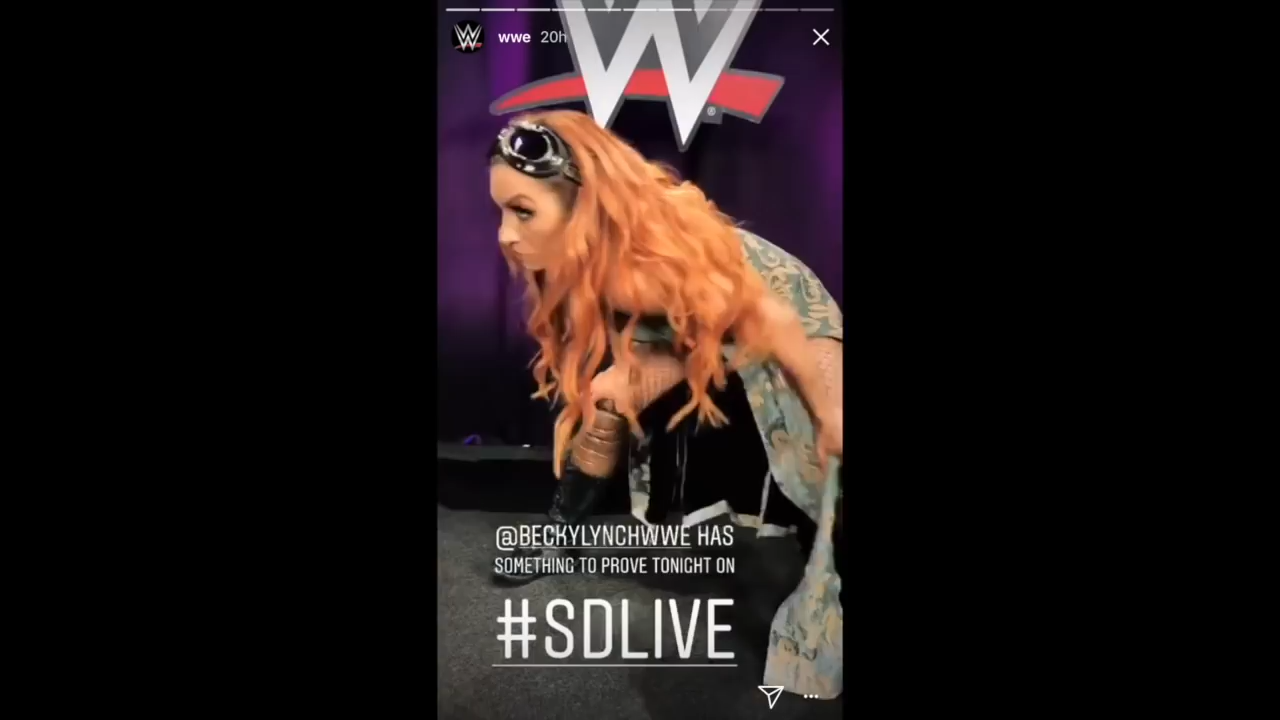 wwe 20h
W
@BECKYLYNCHWWE HAS
SOMETHING TO PROVE TONIGHT ON
#SDLIVE